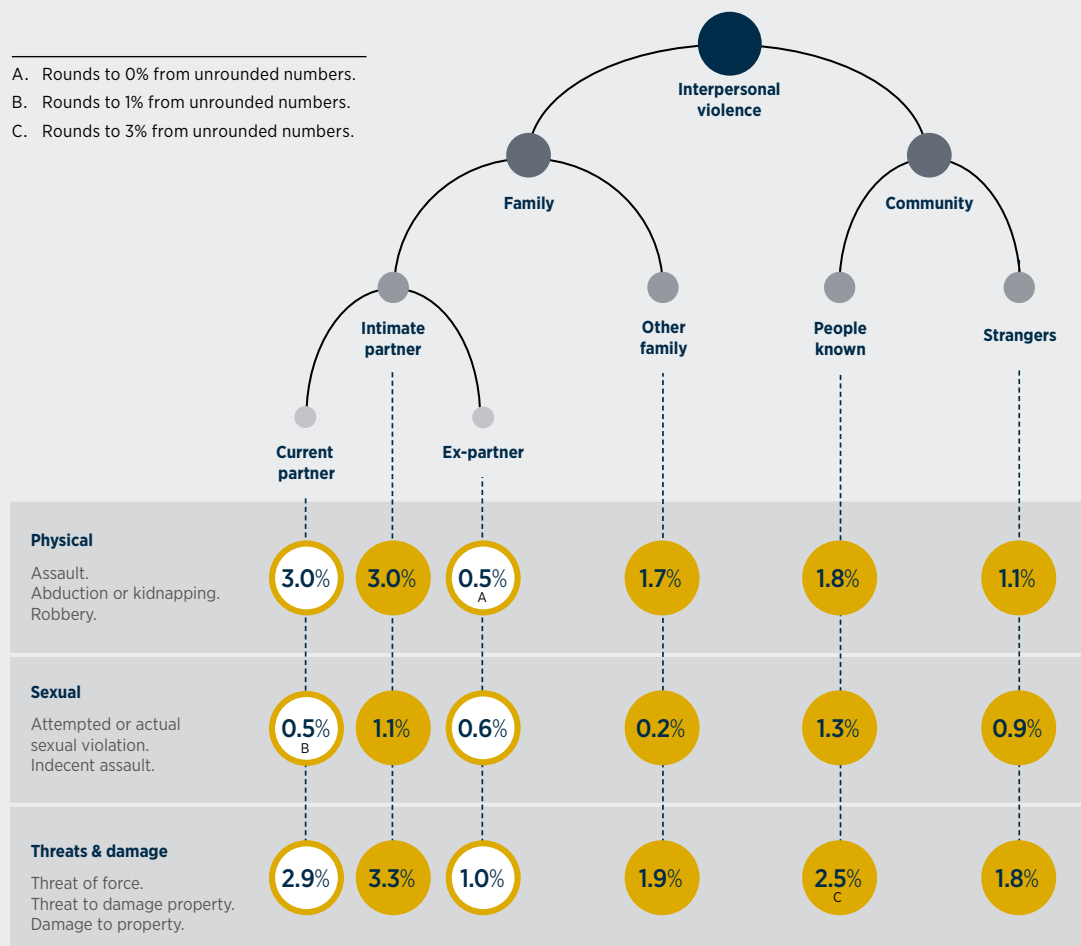 A. Rounds to 0% from unrounded numbers.
B. Rounds to 1% from unrounded numbers.
C. Rounds to 3% from unrounded numbers.
Interpersonal
violence
Family
Community
Intimate
partner
Other
family
People
known
Strangers
Current
partner
Ex-partner
Physical
Assault.
Abduction or kidnapping.
Robbery.
3.0%
3.0%
0.5%
A
1.7%
1.8%
1.1%
Sexual
Attempted or actual
sexual violation.
Indecent assault.
0.5%
B
1.1%
0.6%
0.2%
1.3%
0.9%
Threats & damage
Threat of force.
Threat to damage property.
Damage to property.
2.9%
3.3%
1.0%
1.9%
2.5%
C
1.8%